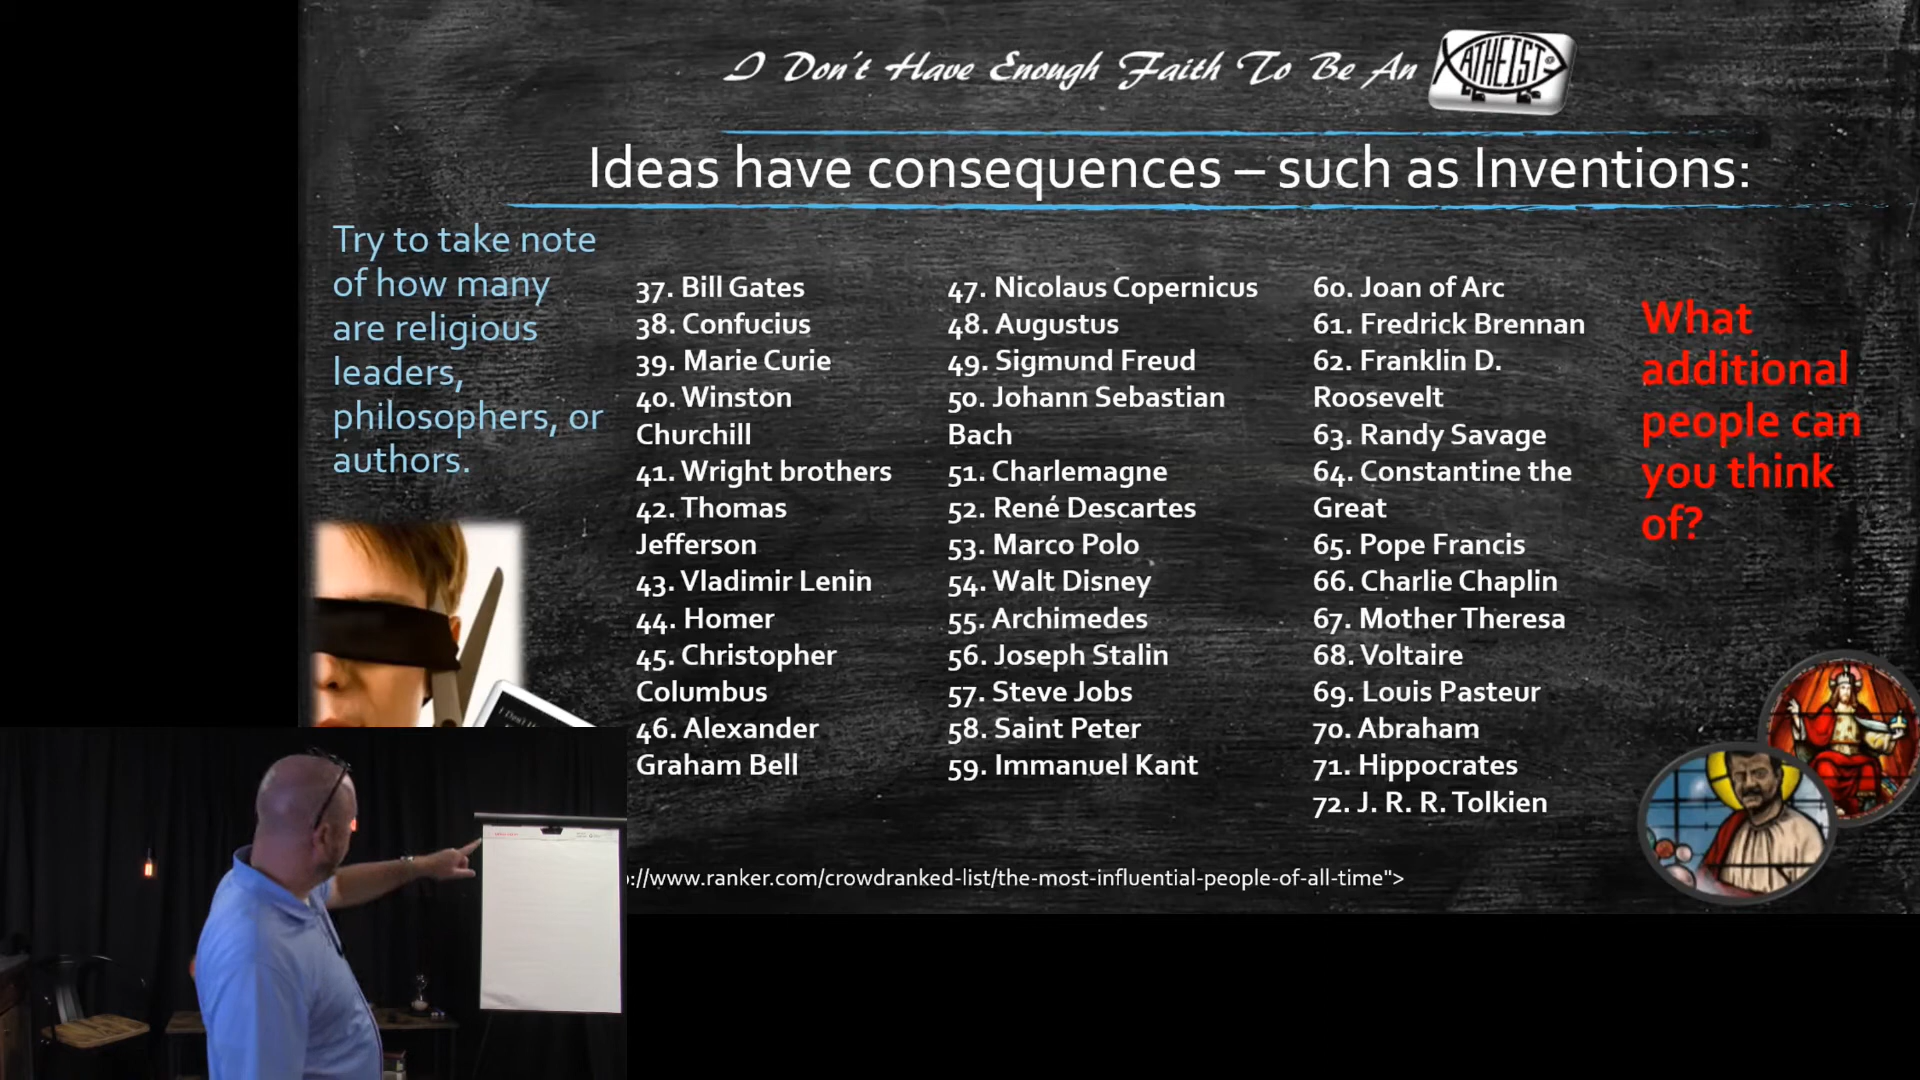 I Don't Have Enough Faith To Be An
ATHEIST
Ideas have consequences – such as Inventions:
Try to take note
of how many
are religious
leaders,
philosophers, or
authors.
37. Bill Gates
38. Confucius
39. Marie Curie
40. Winston
Churchill
41. Wright brothers
42. Thomas
Jefferson
43. Vladimir Lenin
44. Homer
45. Christopher
Columbus
46. Alexander
Graham Bell
47. Nicolaus Copernicus
48. Augustus
49. Sigmund Freud
50. Johann Sebastian
Bach
51. Charlemagne
52. René Descartes
53. Marco Polo
54. Walt Disney
55. Archimedes
56. Joseph Stalin
57. Steve Jobs
58. Saint Peter
59. Immanuel Kant
60. Joan of Arc
61. Fredrick Brennan
62. Franklin D.
Roosevelt
63. Randy Savage
64. Constantine the
Great
65. Pope Francis
66. Charlie Chaplin
67. Mother Theresa
68. Voltaire
69. Louis Pasteur
70. Abraham
71. Hippocrates
72. J. R. R. Tolkien
What
additional
people can
you think
of?
://www.ranker.com/crowdranked-list/the-most-influential-people-of-all-time">